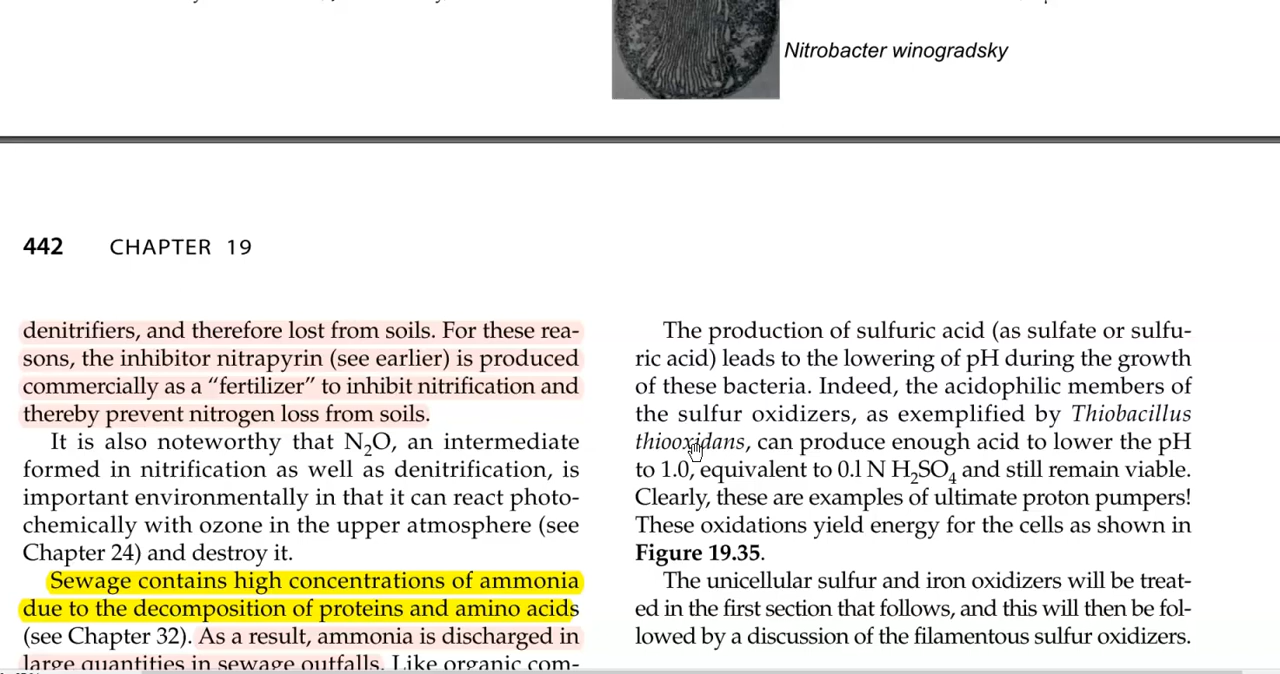 Nitrobacter winogradsky
442 CHAPTER 19
denitrifiers, and therefore lost from soils. For these rea-
sons, the inhibitor nitrapyrin (see earlier) is produced
commercially as a “fertilizer” to inhibit nitrification and
thereby prevent nitrogen loss from soils.
It is also noteworthy that N₂O, an intermediate
formed in nitrification as well as denitrification, is
important environmentally in that it can react photo-
chemically with ozone in the upper atmosphere (see
Chapter 24) and destroy it.
Sewage contains high concentrations of ammonia
due to the decomposition of proteins and amino acids
(see Chapter 32). As a result, ammonia is discharged in
large quantities in sewage outfalls. Like organic com-
The production of sulfuric acid (as sulfate or sulfu-
ric acid) leads to the lowering of pH during the growth
of these bacteria. Indeed, the acidophilic members of
the sulfur oxidizers, as exemplified by Thiobacillus
thiooxidans, can produce enough acid to lower the pH
to 1.0, equivalent to 0.1 N H₂SO₄ and still remain viable.
Clearly, these are examples of ultimate proton pumpers!
These oxidations yield energy for the cells as shown in
Figure 19.35.
The unicellular sulfur and iron oxidizers will be treat-
ed in the first section that follows, and this will then be fol-
lowed by a discussion of the filamentous sulfur oxidizers.